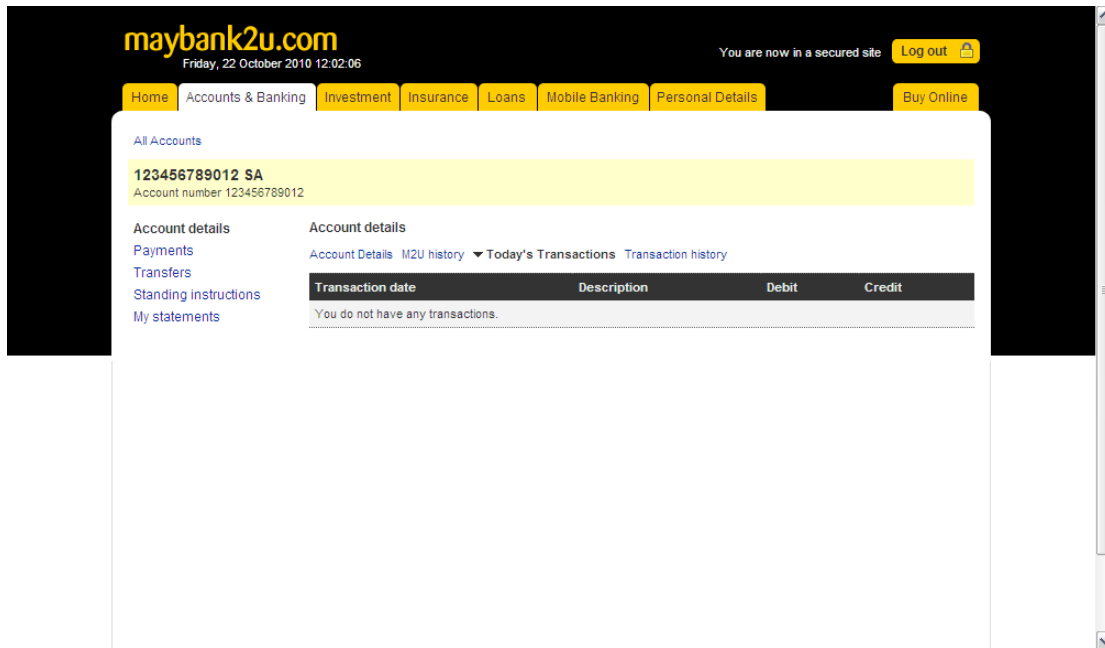 maybank2u.com
Friday, 22 October 2010 12:02:06
You are now in a secured site Log out
Home Accounts & Banking Investment Insurance Loans Mobile Banking Personal Details Buy Online
All Accounts
123456789012 SA
Account number 123456789012
Account details
Payments
Transfers
Standing instructions
My statements
Account details
Account Details M2U history Today's Transactions Transaction history
Transaction date Description Debit Credit
You do not have any transactions.